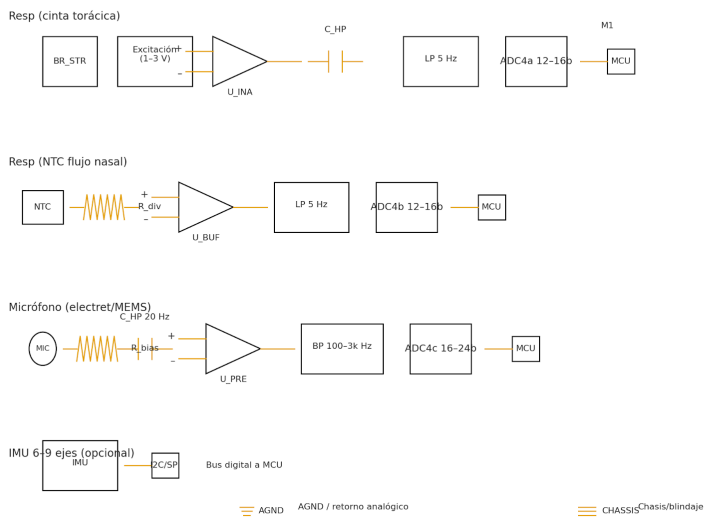 Resp (cinta torácica)
C_HP
M1
BR_STR
Excitación
(1–3 V)
+
–
U_INA
LP 5 Hz
ADC4a 12–16b
MCU
Resp (NTC flujo nasal)
NTC
R_div
+
–
U_BUF
LP 5 Hz
ADC4b 12–16b
MCU
Micrófono (electret/MEMS)
C_HP 20 Hz
MIC
R_bias
+
–
U_PRE
BP 100–3k Hz
ADC4c 16–24b
MCU
IMU 6–9 ejes (opcional)
IMU
I2C/SPI
Bus digital a MCU
AGND
AGND / retorno analógico
CHASSIS
Chasis/blindaje